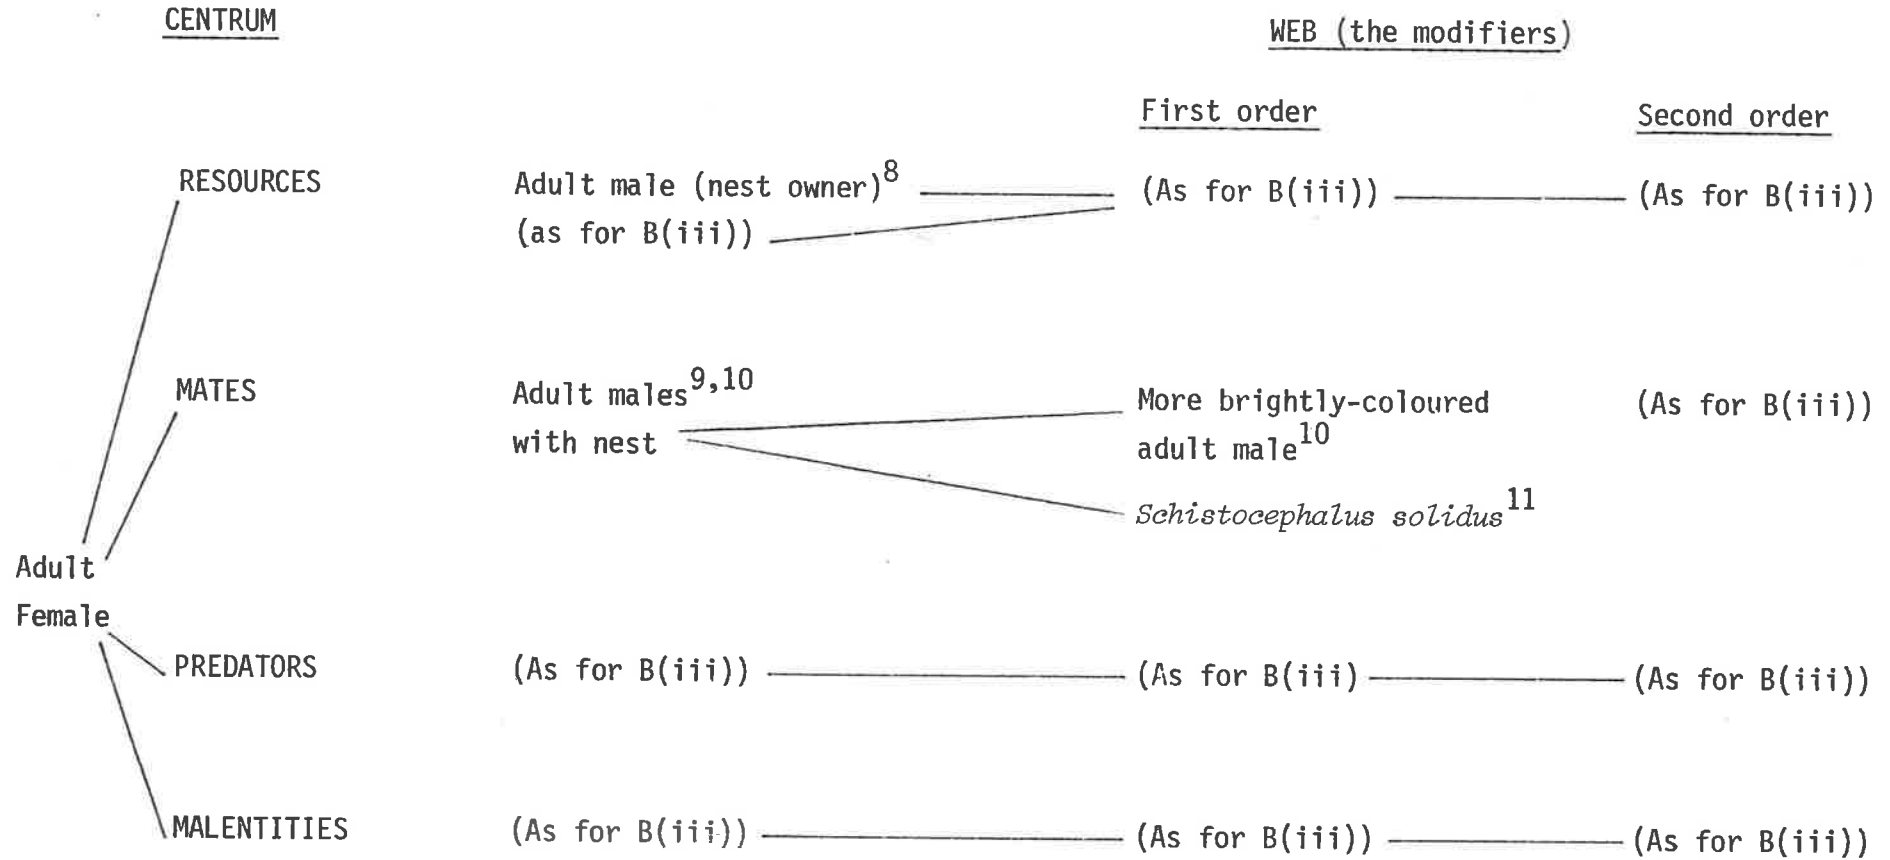 CENTRUM
WEB (the modifiers)
First order
Second order
RESOURCES
Adult male (nest owner)8
(as for B(iii))
(As for B(iii))
(As for B(iii))
MATES
Adult males9,10
with nest
More brightly-coloured
adult male10
(As for B(iii))
Schistocephalus solidus11
Adult
Female
PREDATORS
(As for B(iii))
(As for B(iii)
(As for B(iii))
MALENTITIES
(As for B(iii))
(As for B(iii))
(As for B(iii))